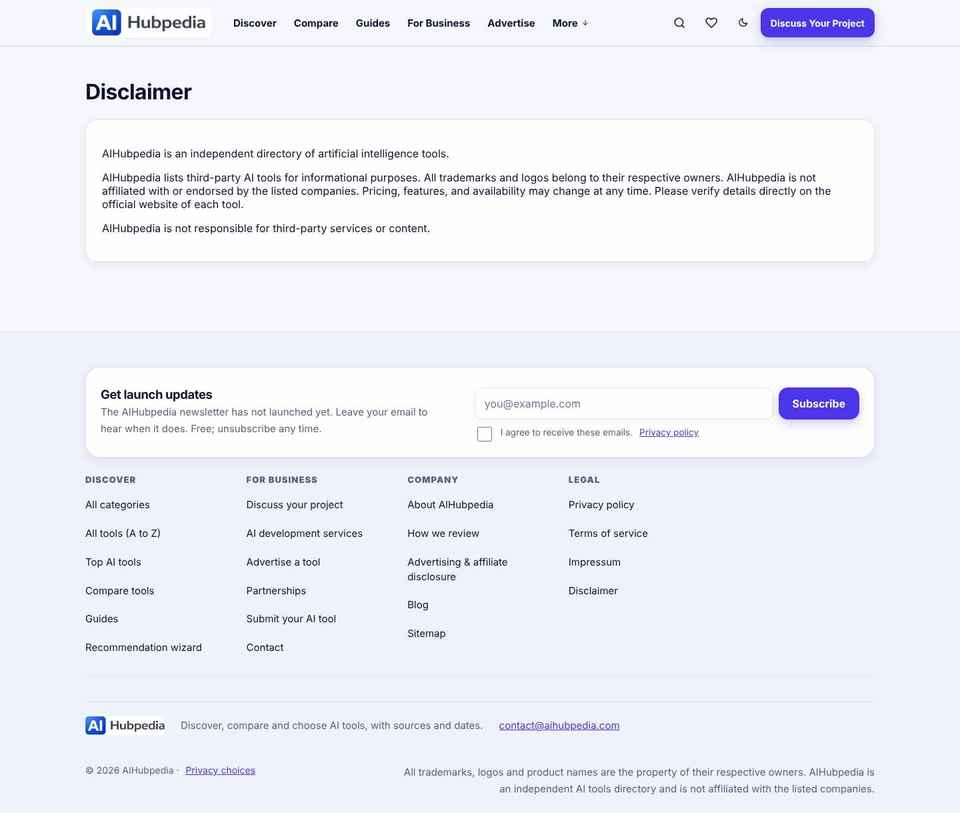 AI Hubpedia
Discover Compare Guides For Business Advertise More ↓ Discuss Your Project
Disclaimer
AIHubpedia is an independent directory of artificial intelligence tools.
AIHubpedia lists third-party AI tools for informational purposes. All trademarks and logos belong to their respective owners. AIHubpedia is not
affiliated with or endorsed by the listed companies. Pricing, features, and availability may change at any time. Please verify details directly on the
official website of each tool.
AIHubpedia is not responsible for third-party services or content.
Get launch updates
The AIHubpedia newsletter has not launched yet. Leave your email to
hear when it does. Free; unsubscribe any time.
you@example.com
Subscribe
I agree to receive these emails. Privacy policy
DISCOVER
All categories
All tools (A to Z)
Top AI tools
Compare tools
Guides
Recommendation wizard
FOR BUSINESS
Discuss your project
AI development services
Advertise a tool
Partnerships
Submit your AI tool
Contact
COMPANY
About AIHubpedia
How we review
Advertising & affiliate
disclosure
Blog
Sitemap
LEGAL
Privacy policy
Terms of service
Impressum
Disclaimer
AI Hubpedia
Discover, compare and choose AI tools, with sources and dates.
contact@aihubpedia.com
© 2026 AIHubpedia · Privacy choices
All trademarks, logos and product names are the property of their respective owners. AIHubpedia is
an independent AI tools directory and is not affiliated with the listed companies.